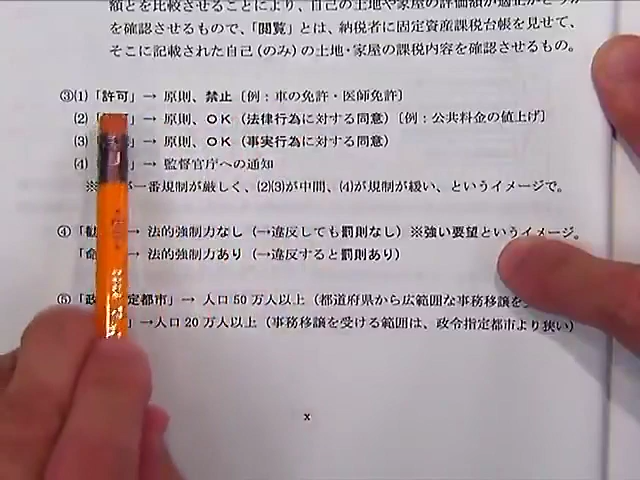 額とを比較させることにより、自己の土地や家屋の評価額が適正かどうか
を確認させるもので、「閲覧」とは、納税者に固定資産課税台帳を見せて、
そこに記載された自己(のみ)の土地・家屋の課税内容を確認させるもの。
③(1)「許可」→ 原則、禁止〔例:車の免許・医師免許〕
(2)「 」→ 原則、OK(法律行為に対する同意)〔例:公共料金の値上げ〕
(3)「 」→ 原則、OK(事実行為に対する同意)
(4)「 」→ 監督官庁への通知
※ が一番規制が厳しく、(2)(3)が中間、(4)が規制が緩い、というイメージで。
④「勧 → 法的強制力なし(→違反しても罰則なし)※強い要望というイメージ。
「命 → 法的強制力あり(→違反すると罰則あり)
⑤「政 定都市」→ 人口 50 万人以上(都道府県から広範な事務移譲を
」→人口 20 万人以上(事務移譲を受ける範囲は、政令指定都市より狭い)
x